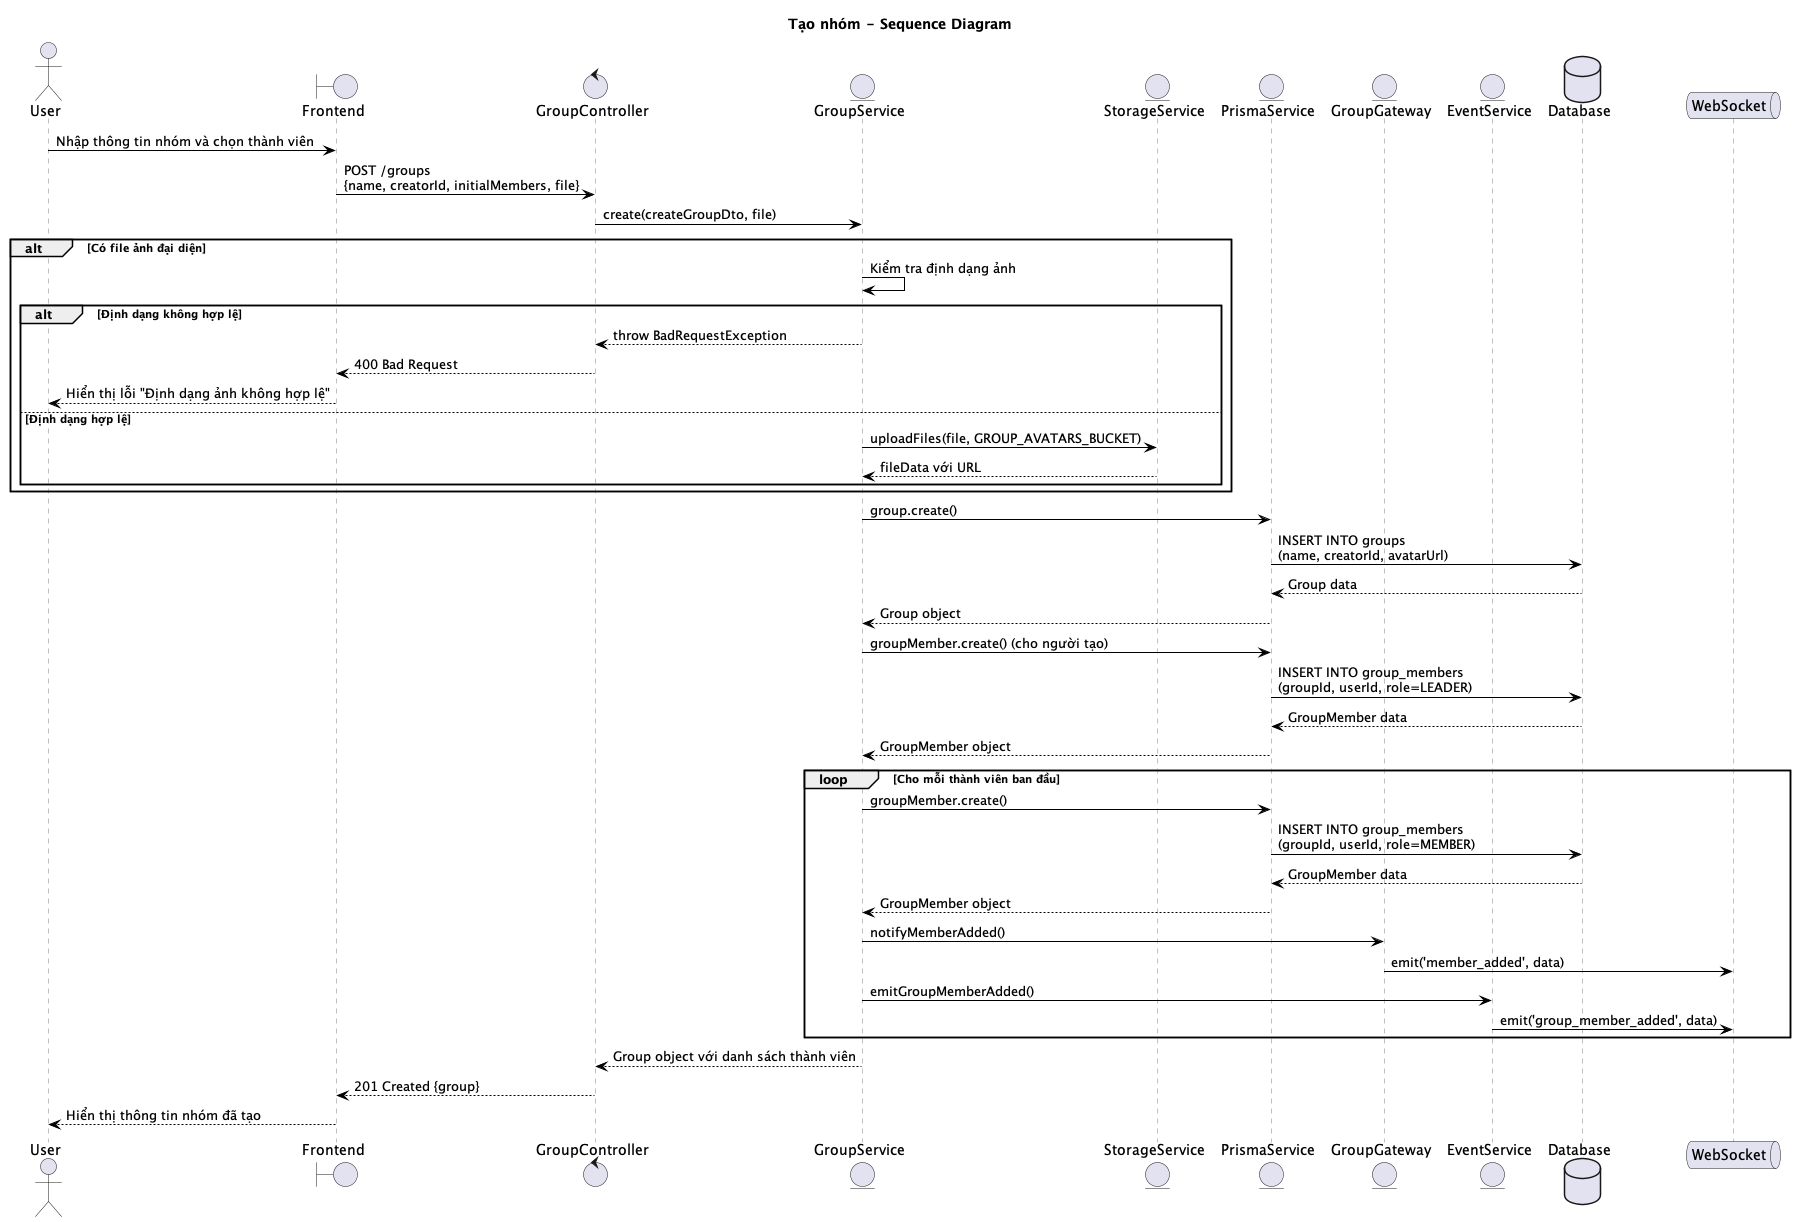 Tạo nhóm - Sequence Diagram
User
Frontend
GroupController
GroupService
StorageService
PrismaService
GroupGateway
EventService
Database
WebSocket
Nhập thông tin nhóm và chọn thành viên
POST /groups
{name, creatorId, initialMembers, file}
create(createGroupDto, file)
alt [Có file ảnh đại diện]
Kiểm tra định dạng ảnh
alt [Định dạng không hợp lệ]
throw BadRequestException
400 Bad Request
Hiển thị lỗi "Định dạng ảnh không hợp lệ"
[Định dạng hợp lệ]
uploadFiles(file, GROUP_AVATARS_BUCKET)
fileData với URL
group.create()
INSERT INTO groups
(name, creatorId, avatarUrl)
Group data
Group object
groupMember.create() (cho người tạo)
INSERT INTO group_members
(groupId, userId, role=LEADER)
GroupMember data
GroupMember object
loop [Cho mỗi thành viên ban đầu]
groupMember.create()
INSERT INTO group_members
(groupId, userId, role=MEMBER)
GroupMember data
GroupMember object
notifyMemberAdded()
emit('member_added', data)
emitGroupMemberAdded()
emit('group_member_added', data)
Group object với danh sách thành viên
201 Created {group}
Hiển thị thông tin nhóm đã tạo
User
Frontend
GroupController
GroupService
StorageService
PrismaService
GroupGateway
EventService
Database
WebSocket